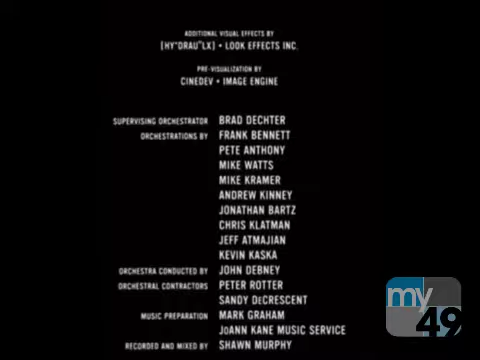 ADDITIONAL VISUAL EFFECTS BY
[HY*DRAU"LX] • LOOK EFFECTS INC.
PRE-VISUALIZATION BY
CINEDEV • IMAGE ENGINE
SUPERVISING ORCHESTRATOR BRAD DECHTER
ORCHESTRATIONS BY FRANK BENNETT
PETE ANTHONY
MIKE WATTS
MIKE KRAMER
ANDREW KINNEY
JONATHAN BARTZ
CHRIS KLATMAN
JEFF ATMAJIAN
KEVIN KASKA
ORCHESTRA CONDUCTED BY JOHN DEBNEY
ORCHESTRAL CONTRACTORS PETER ROTTER
SANDY DeCRESCENT
MUSIC PREPARATION MARK GRAHAM
JoANN KANE MUSIC SERVICE
RECORDED AND MIXED BY SHAWN MURPHY
my
49